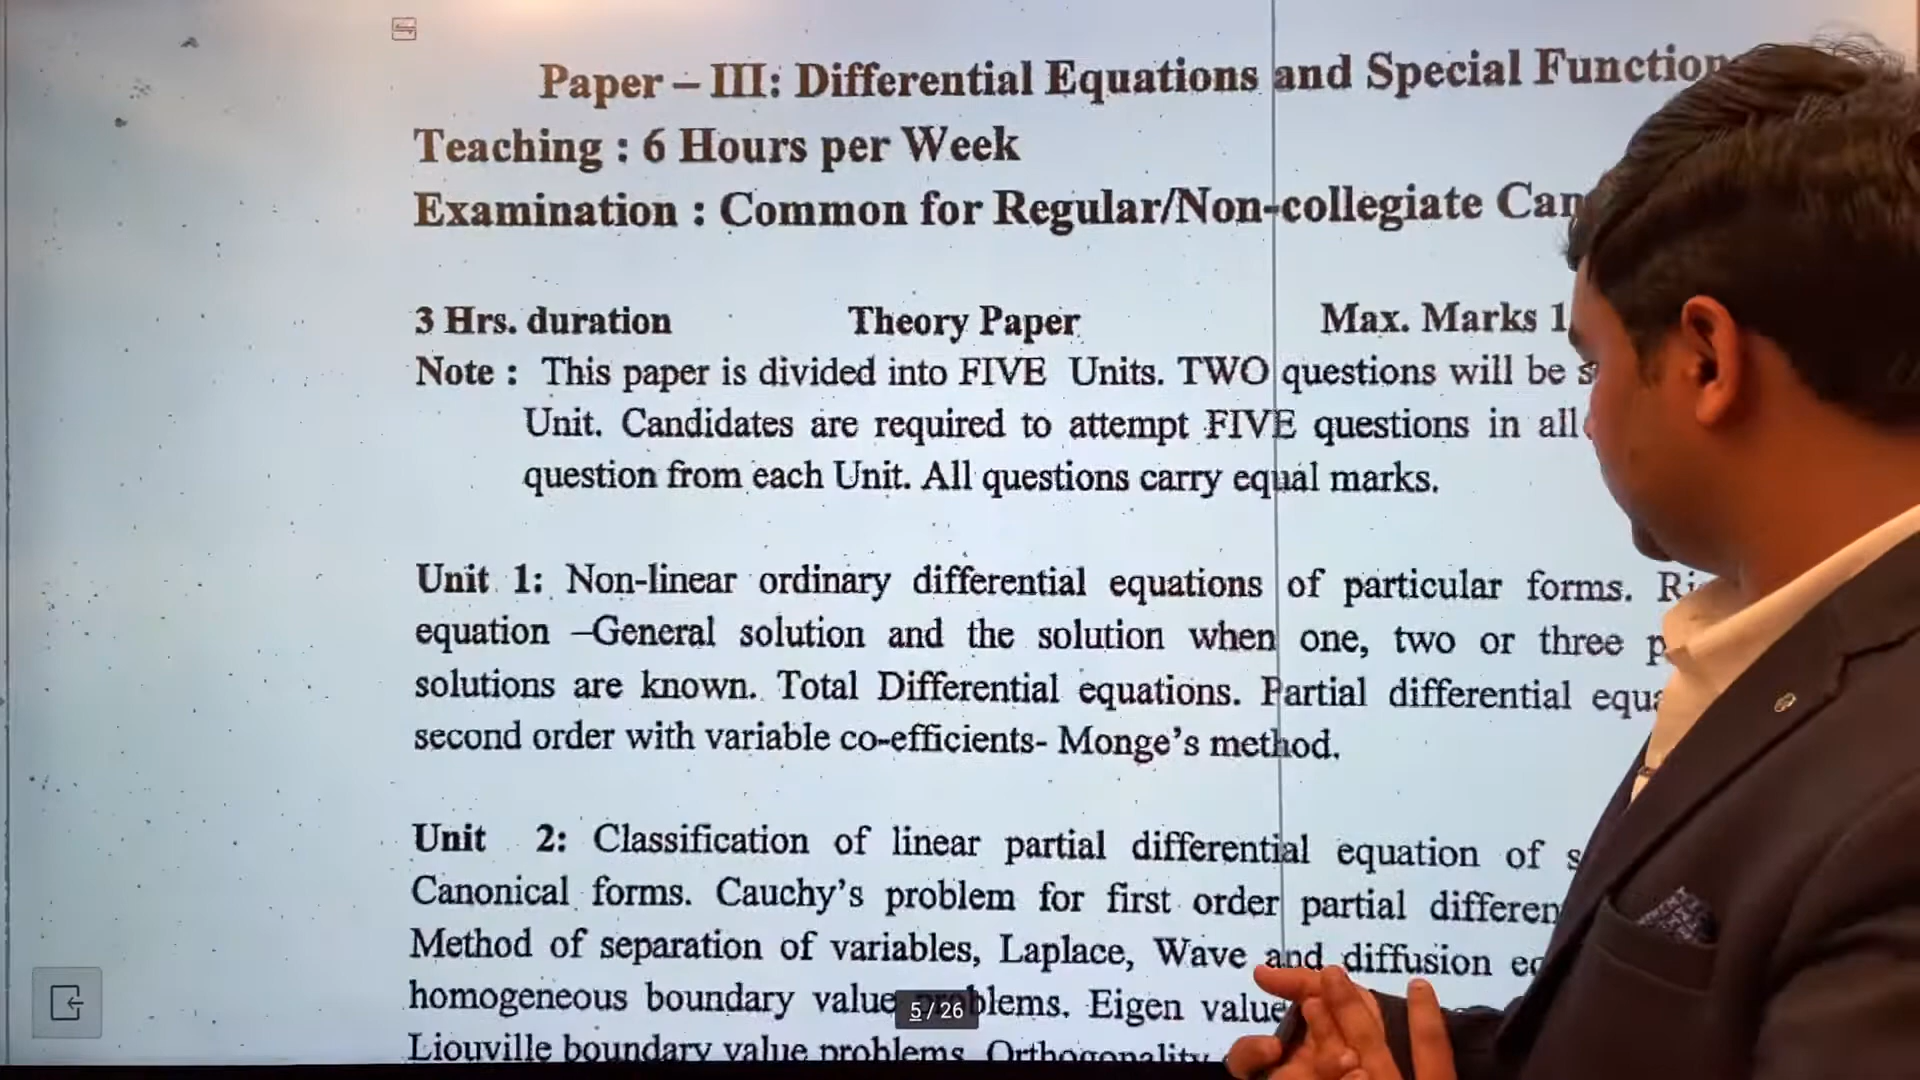 Paper – III: Differential Equations and Special
Teaching : 6 Hours per Week
Examination : Common for Regular/Non-collegiate
3 Hrs. duration Theory Paper Max. Marks
Note : This paper is divided into FIVE Units. TWO questions will be
Unit. Candidates are required to attempt FIVE questions in all
question from each Unit. All questions carry equal marks.
Unit 1: Non-linear ordinary differential equations of particular forms.
equation –General solution and the solution when one, two or three
solutions are known. Total Differential equations. Partial differential
second order with variable co-efficients- Monge's method.
Unit 2: Classification of linear partial differential equation of
Canonical forms. Cauchy's problem for first order partial
Method of separation of variables, Laplace, Wave and diffusion
homogeneous boundary value Eigen
5 / 26
Liouville boundary value problems. Orthogonality